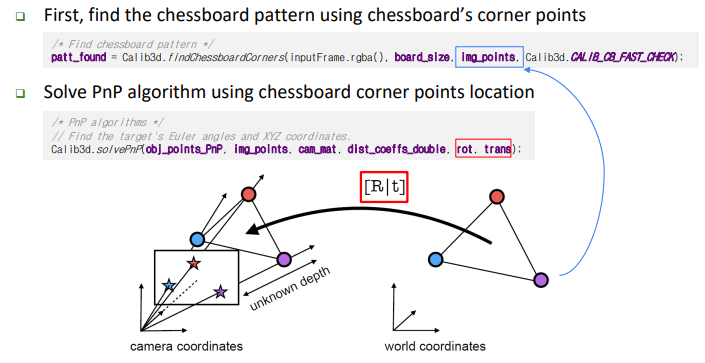 First, find the chessboard pattern using chessboard's corner points
/* Find chessboard pattern */
patt_found = Calib3d.findChessboardCorners(inputFrame.rgba(), board_size, img_points, Calib3d.CALIB_CB_FAST_CHECK);
Solve PnP algorithm using chessboard corner points location
/* PnP algorithms */
// Find the target's Euler angles and XYZ coordinates.
Calib3d.solvePnP(obj_points_PnP, img_points, cam_mat, dist_coeffs_double, rot, trans);
[R|t]
unknown depth
camera coordinates
world coordinates